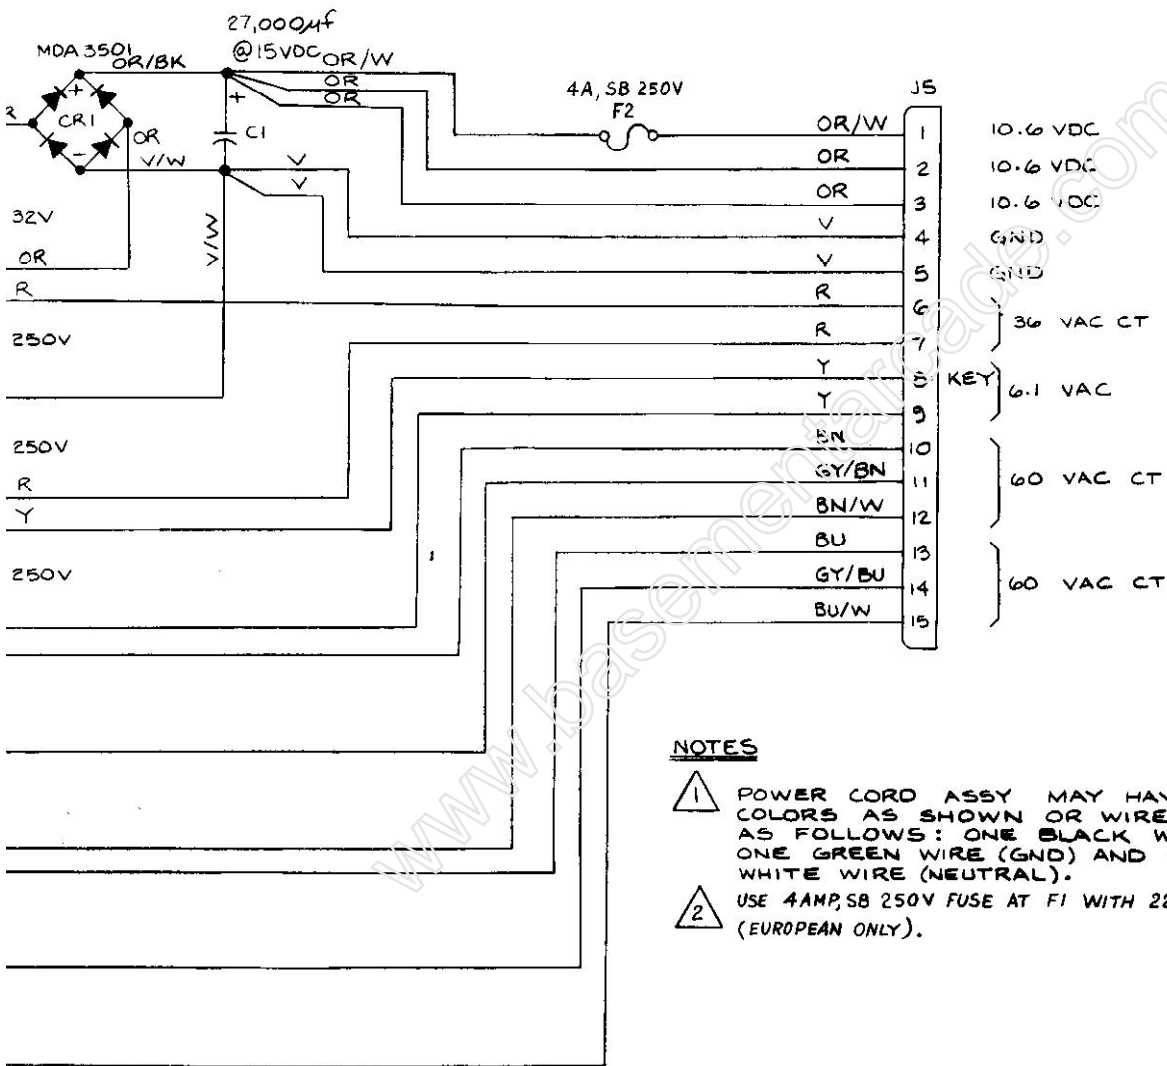 27,000µf
@15VDC
MDA3501
OR/BK
OR/W
OR
OR
4A, SB 250V
F2
J5
+
CR1
-
OR
V/W
+
C1
V
V
V/W
32V
OR
R
250V
250V
R
Y
250V
OR/W 1 10.6 VDC
OR 2 10.6 VDC
OR 3 10.6 VDC
V 4 GND
V 5 GND
R 6
R 7
36 VAC CT
Y 8 KEY
Y 9
6.1 VAC
BN 10
GY/BN 11
BN/W 12
60 VAC CT
BU 13
GY/BU 14
BU/W 15
60 VAC CT
NOTES
1 POWER CORD ASSY MAY HAV
COLORS AS SHOWN OR WIRE
AS FOLLOWS: ONE BLACK W
ONE GREEN WIRE (GND) AND
WHITE WIRE (NEUTRAL).
2 USE 4AMP, SB 250V FUSE AT F1 WITH 22
(EUROPEAN ONLY).
www.basementarcade.com